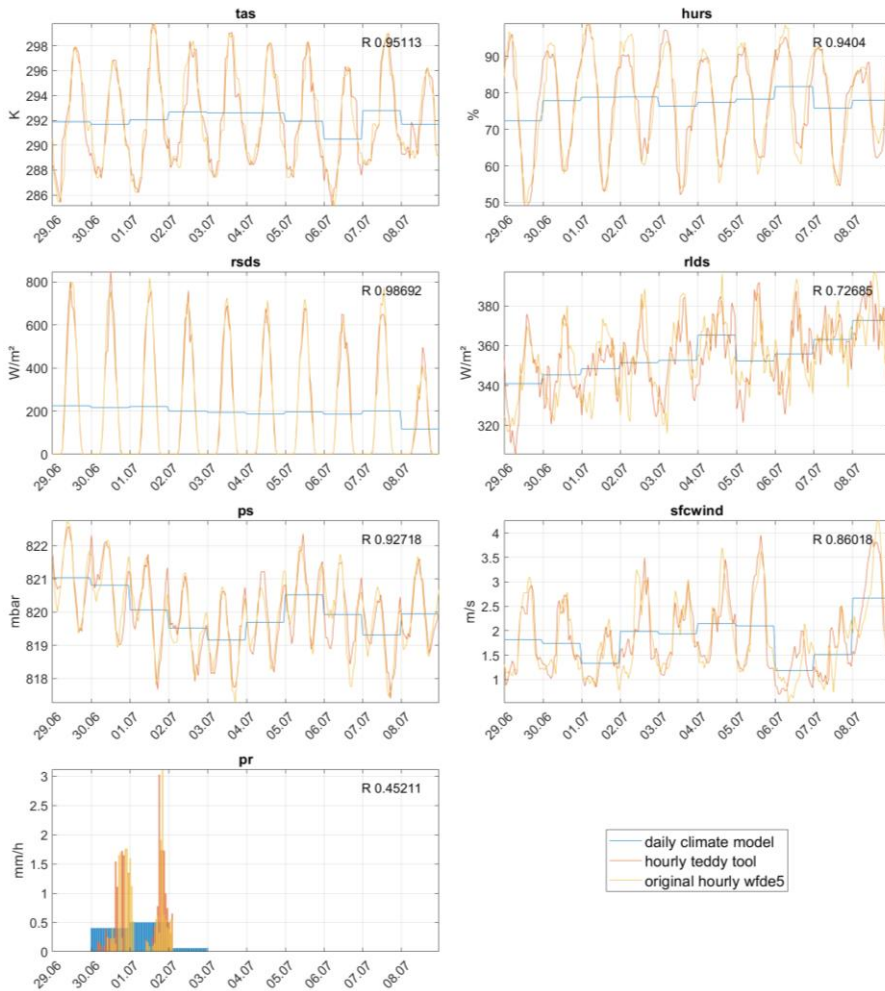 tas
R 0.95113
K
298
296
294
292
290
288
286
29.06 30.06 01.07 02.07 03.07 04.07 05.07 06.07 07.07 08.07
hurs
R 0.9404
%
90
80
70
60
50
29.06 30.06 01.07 02.07 03.07 04.07 05.07 06.07 07.07 08.07
rsds
R 0.98692
W/m²
800
600
400
200
0
29.06 30.06 01.07 02.07 03.07 04.07 05.07 06.07 07.07 08.07
rlds
R 0.72685
W/m²
380
360
340
320
29.06 30.06 01.07 02.07 03.07 04.07 05.07 06.07 07.07 08.07
ps
R 0.92718
mbar
822
821
820
819
818
29.06 30.06 01.07 02.07 03.07 04.07 05.07 06.07 07.07 08.07
sfcwind
R 0.86018
m/s
4
3.5
3
2.5
2
1.5
1
29.06 30.06 01.07 02.07 03.07 04.07 05.07 06.07 07.07 08.07
pr
R 0.45211
mm/h
3
2.5
2
1.5
1
0.5
0
29.06 30.06 01.07 02.07 03.07 04.07 05.07 06.07 07.07 08.07
daily climate model
hourly teddy tool
original hourly wfde5